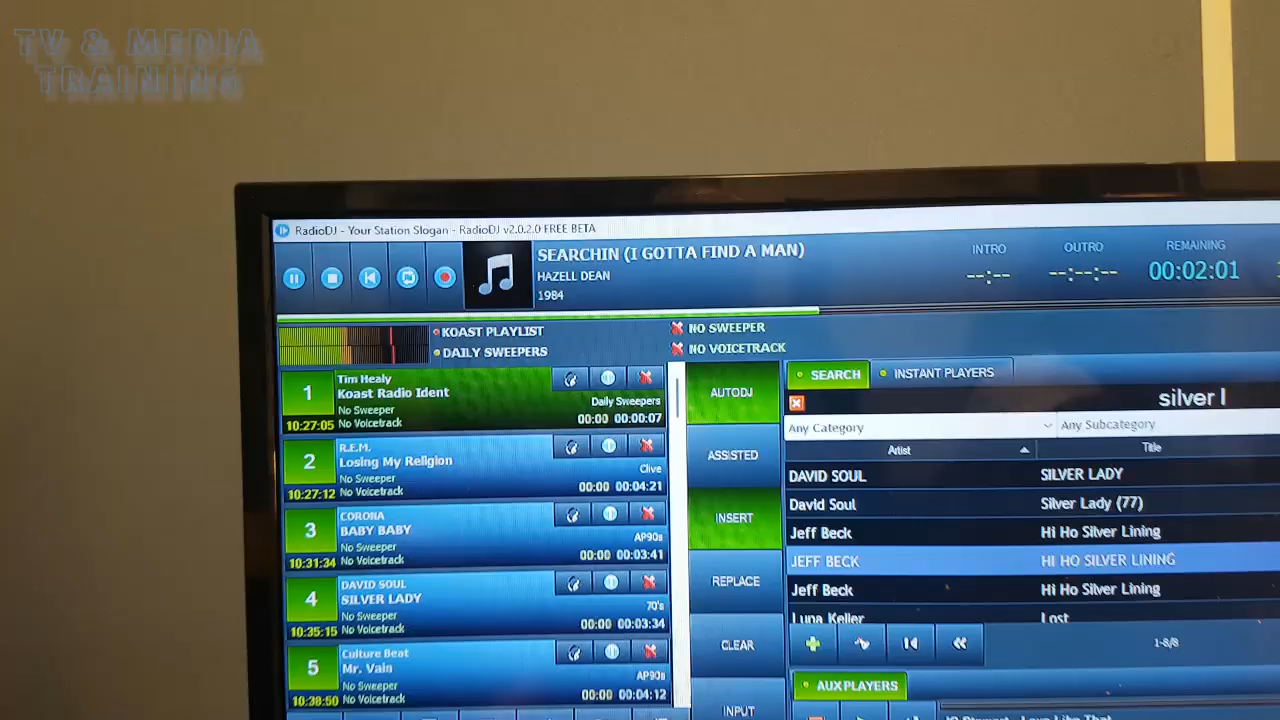 TV & MEDIA
TRAINING
RadioDJ - Your Station Slogan - RadioDJ v2.0.2.0 FREE BETA
SEARCHIN (I GOTTA FIND A MAN)
HAZELL DEAN
1984
INTRO
--:--
OUTRO
--:--:--
REMAINING
00:02:01
KOAST PLAYLIST
DAILY SWEEPERS
NO SWEEPER
NO VOICETRACK
1
Tim Healy
Koast Radio Ident
Daily Sweepers
No Sweeper
No Voicetrack
10:27:05
00:00 00:00:07
2
R.E.M.
Losing My Religion
Clive
No Sweeper
No Voicetrack
10:27:12
00:00 00:04:21
3
CORONA
BABY BABY
AP90s
No Sweeper
No Voicetrack
10:31:34
00:00 00:03:41
4
DAVID SOUL
SILVER LADY
70's
No Sweeper
No Voicetrack
10:35:15
00:00 00:03:34
5
Culture Beat
Mr. Vain
AP90s
No Sweeper
No Voicetrack
10:38:50
00:00 00:04:12
AUTODJ
ASSISTED
INSERT
REPLACE
CLEAR
INPUT
SEARCH
INSTANT PLAYERS
silver l
Any Category
Any Subcategory
Artist Title
DAVID SOUL SILVER LADY
David Soul Silver Lady (77)
Jeff Beck Hi Ho Silver Lining
JEFF BECK HI HO SILVER LINING
Jeff Beck Hi Ho Silver Lining
Luna Keller Lost
1-8/8
AUX PLAYERS
Love Like That